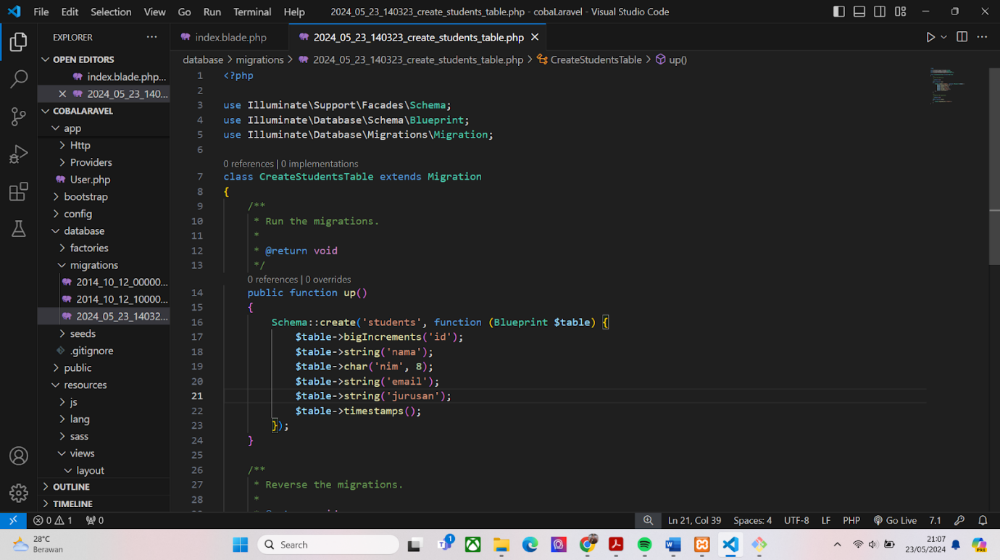 File Edit Selection View Go Run Terminal Help 2024_05_23_140323_create_students_table.php - cobaLaravel - Visual Studio Code
EXPLORER
OPEN EDITORS
index.blade.php...
2024_05_23_140...
COBALARAVEL
app
Http
Providers
User.php
bootstrap
config
database
factories
migrations
2014_10_12_00000...
2014_10_12_10000...
2024_05_23_14032...
seeds
.gitignore
public
resources
js
lang
sass
views
layout
OUTLINE
TIMELINE
index.blade.php 2024_05_23_140323_create_students_table.php
database > migrations > 2024_05_23_140323_create_students_table.php > CreateStudentsTable > up()
1 <?php
2
3 use Illuminate\Support\Facades\Schema;
4 use Illuminate\Database\Schema\Blueprint;
5 use Illuminate\Database\Migrations\Migration;
6
0 references | 0 implementations
7 class CreateStudentsTable extends Migration
8 {
9 /**
10 * Run the migrations.
11 *
12 * @return void
13 */
0 references | 0 overrides
14 public function up()
15 {
16 Schema::create('students', function (Blueprint $table) {
17 $table->bigIncrements('id');
18 $table->string('nama');
19 $table->char('nim', 8);
20 $table->string('email');
21 $table->string('jurusan');
22 $table->timestamps();
23 });
24 }
25
26 /**
27 * Reverse the migrations.
28 *
0 1 0 Ln 21, Col 39 Spaces: 4 UTF-8 LF PHP Go Live 7.1
28°C
Berawan
Search
1
21:07
23/05/2024